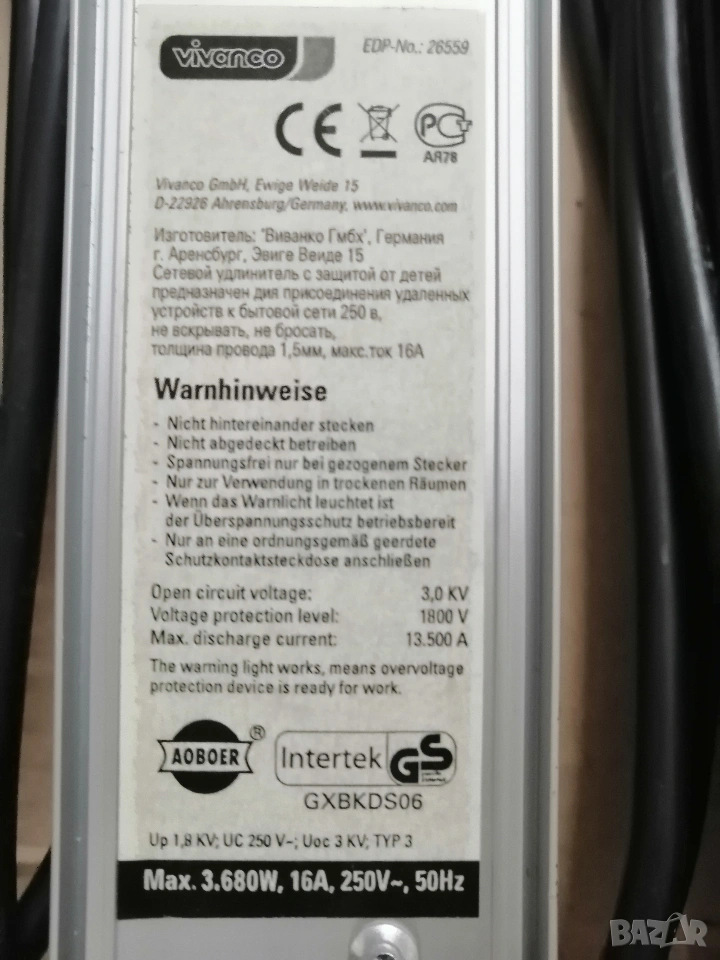 vivanco
EDP-No.: 26559
CE
PCT
АЯ78
Vivanco GmbH, Ewige Weide 15
D-22926 Ahrensburg/Germany, www.vivanco.com
Изготовитель: 'Виванко Гмбх', Германия
г. Аренсбург, Эвиге Веиде 15
Сетевой удлинитель с защитой от детей
предназначен дия присоединения удаленных
устройств к бытовой сети 250 в,
не вскрывать, не бросать,
толщина провода 1,5мм, макс.ток 16А
Warnhinweise
- Nicht hintereinander stecken
- Nicht abgedeckt betreiben
- Spannungsfrei nur bei gezogenem Stecker
- Nur zur Verwendung in trockenen Räumen
- Wenn das Warnlicht leuchtet ist
der Überspannungsschutz betriebsbereit
- Nur an eine ordnungsgemäß geerdete
Schutzkontaktsteckdose anschließen
Open circuit voltage: 3,0 KV
Voltage protection level: 1800 V
Max. discharge current: 13.500 A
The warning light works, means overvoltage
protection device is ready for work.
AOBOER ®
Intertek GS
GXBKDS06
Up 1,8 KV; UC 250 V~; Uoc 3 KV; TYP 3
Max. 3.680W, 16A, 250V~, 50Hz
BAZAR